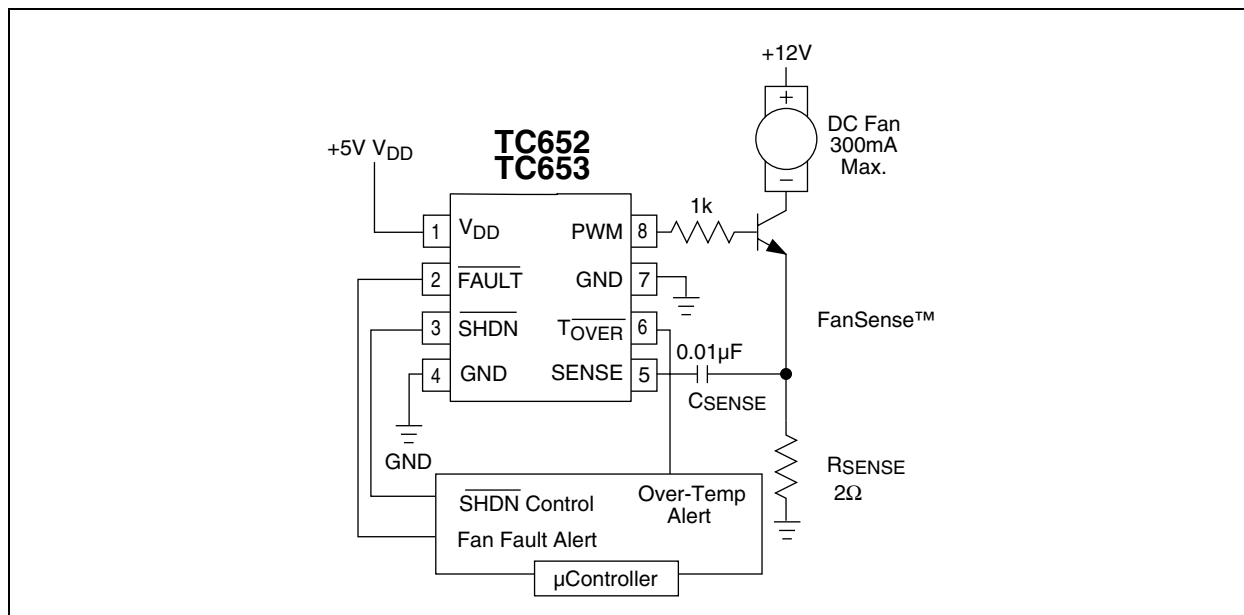 +12V
+
DC Fan
300mA
Max.
−
TC652
TC653
+5V VDD
1k
1 VDD PWM 8
2 FAULT GND 7
3 SHDN TOVER 6
4 GND SENSE 5
FanSense™
0.01µF
CSENSE
GND
RSENSE
2Ω
SHDN Control
Over-Temp
Alert
Fan Fault Alert
µController